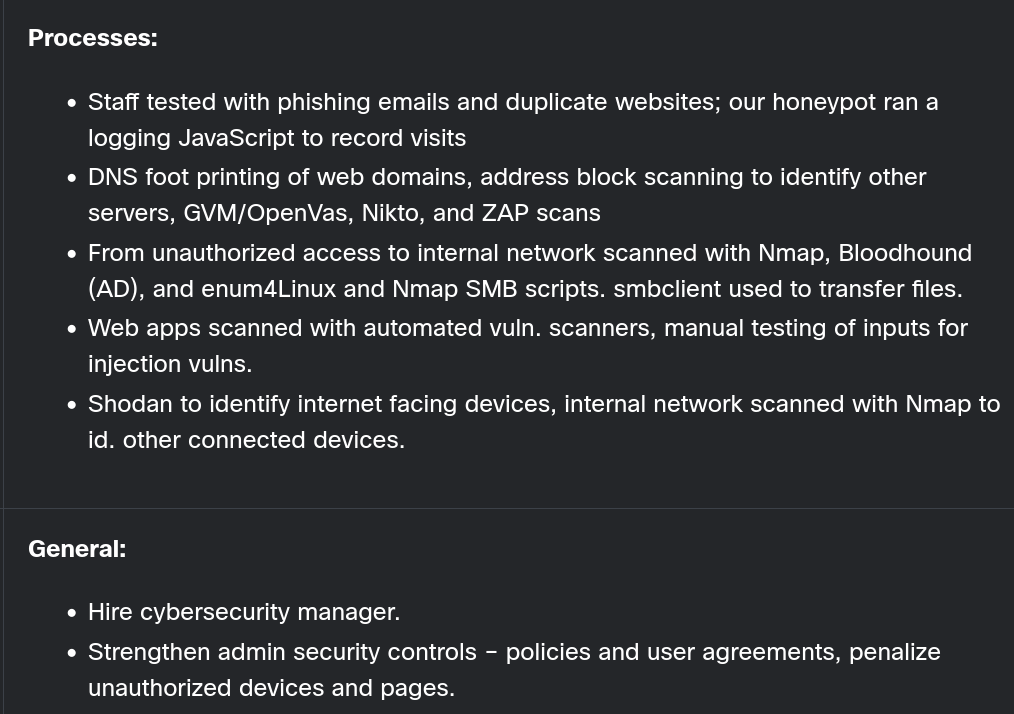 Processes:
• Staff tested with phishing emails and duplicate websites; our honeypot ran a
logging JavaScript to record visits
• DNS foot printing of web domains, address block scanning to identify other
servers, GVM/OpenVas, Nikto, and ZAP scans
• From unauthorized access to internal network scanned with Nmap, Bloodhound
(AD), and enum4Linux and Nmap SMB scripts. smbclient used to transfer files.
• Web apps scanned with automated vuln. scanners, manual testing of inputs for
injection vulns.
• Shodan to identify internet facing devices, internal network scanned with Nmap to
id. other connected devices.
General:
• Hire cybersecurity manager.
• Strengthen admin security controls – policies and user agreements, penalize
unauthorized devices and pages.